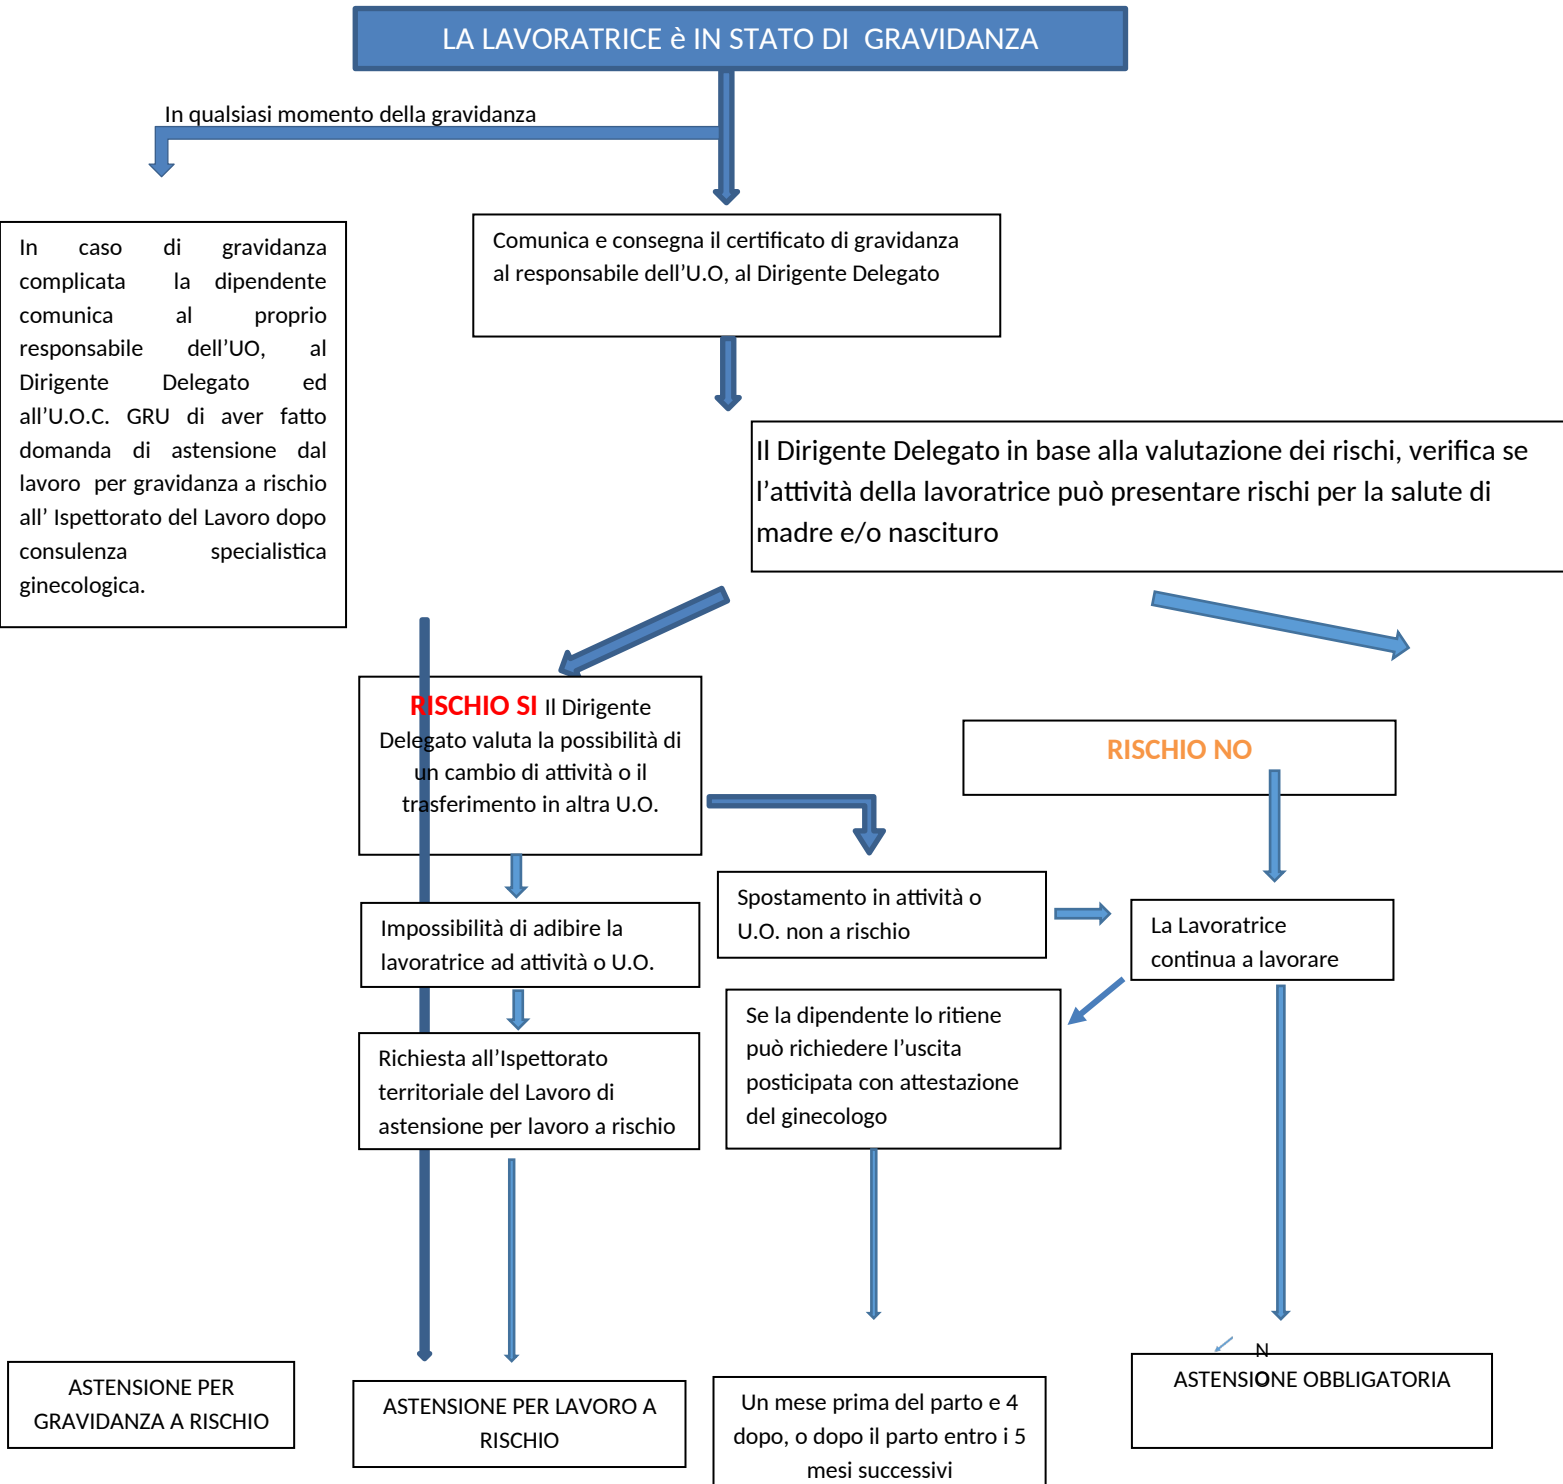 LA LAVORATRICE è IN STATO DI GRAVIDANZA
In qualsiasi momento della gravidanza
In caso di gravidanza
complicata la dipendente
comunica al proprio
responsabile dell’UO, al
Dirigente Delegato ed
all’U.O.C. GRU di aver fatto
domanda di astensione dal
lavoro per gravidanza a rischio
all’ Ispettorato del Lavoro dopo
consulenza specialistica
ginecologica.
Comunica e consegna il certificato di gravidanza
al responsabile dell’U.O, al Dirigente Delegato
Il Dirigente Delegato in base alla valutazione dei rischi, verifica se
l’attività della lavoratrice può presentare rischi per la salute di
madre e/o nascituro
RISCHIO SI Il Dirigente
Delegato valuta la possibilità di
un cambio di attività o il
trasferimento in altra U.O.
RISCHIO NO
Impossibilità di adibire la
lavoratrice ad attività o U.O.
Spostamento in attività o
U.O. non a rischio
La Lavoratrice
continua a lavorare
Richiesta all’Ispettorato
territoriale del Lavoro di
astensione per lavoro a rischio
Se la dipendente lo ritiene
può richiedere l’uscita
posticipata con attestazione
del ginecologo
ASTENSIONE PER
GRAVIDANZA A RISCHIO
ASTENSIONE PER LAVORO A
RISCHIO
Un mese prima del parto e 4
dopo, o dopo il parto entro i 5
mesi successivi
N
O
ASTENSIONE OBBLIGATORIA